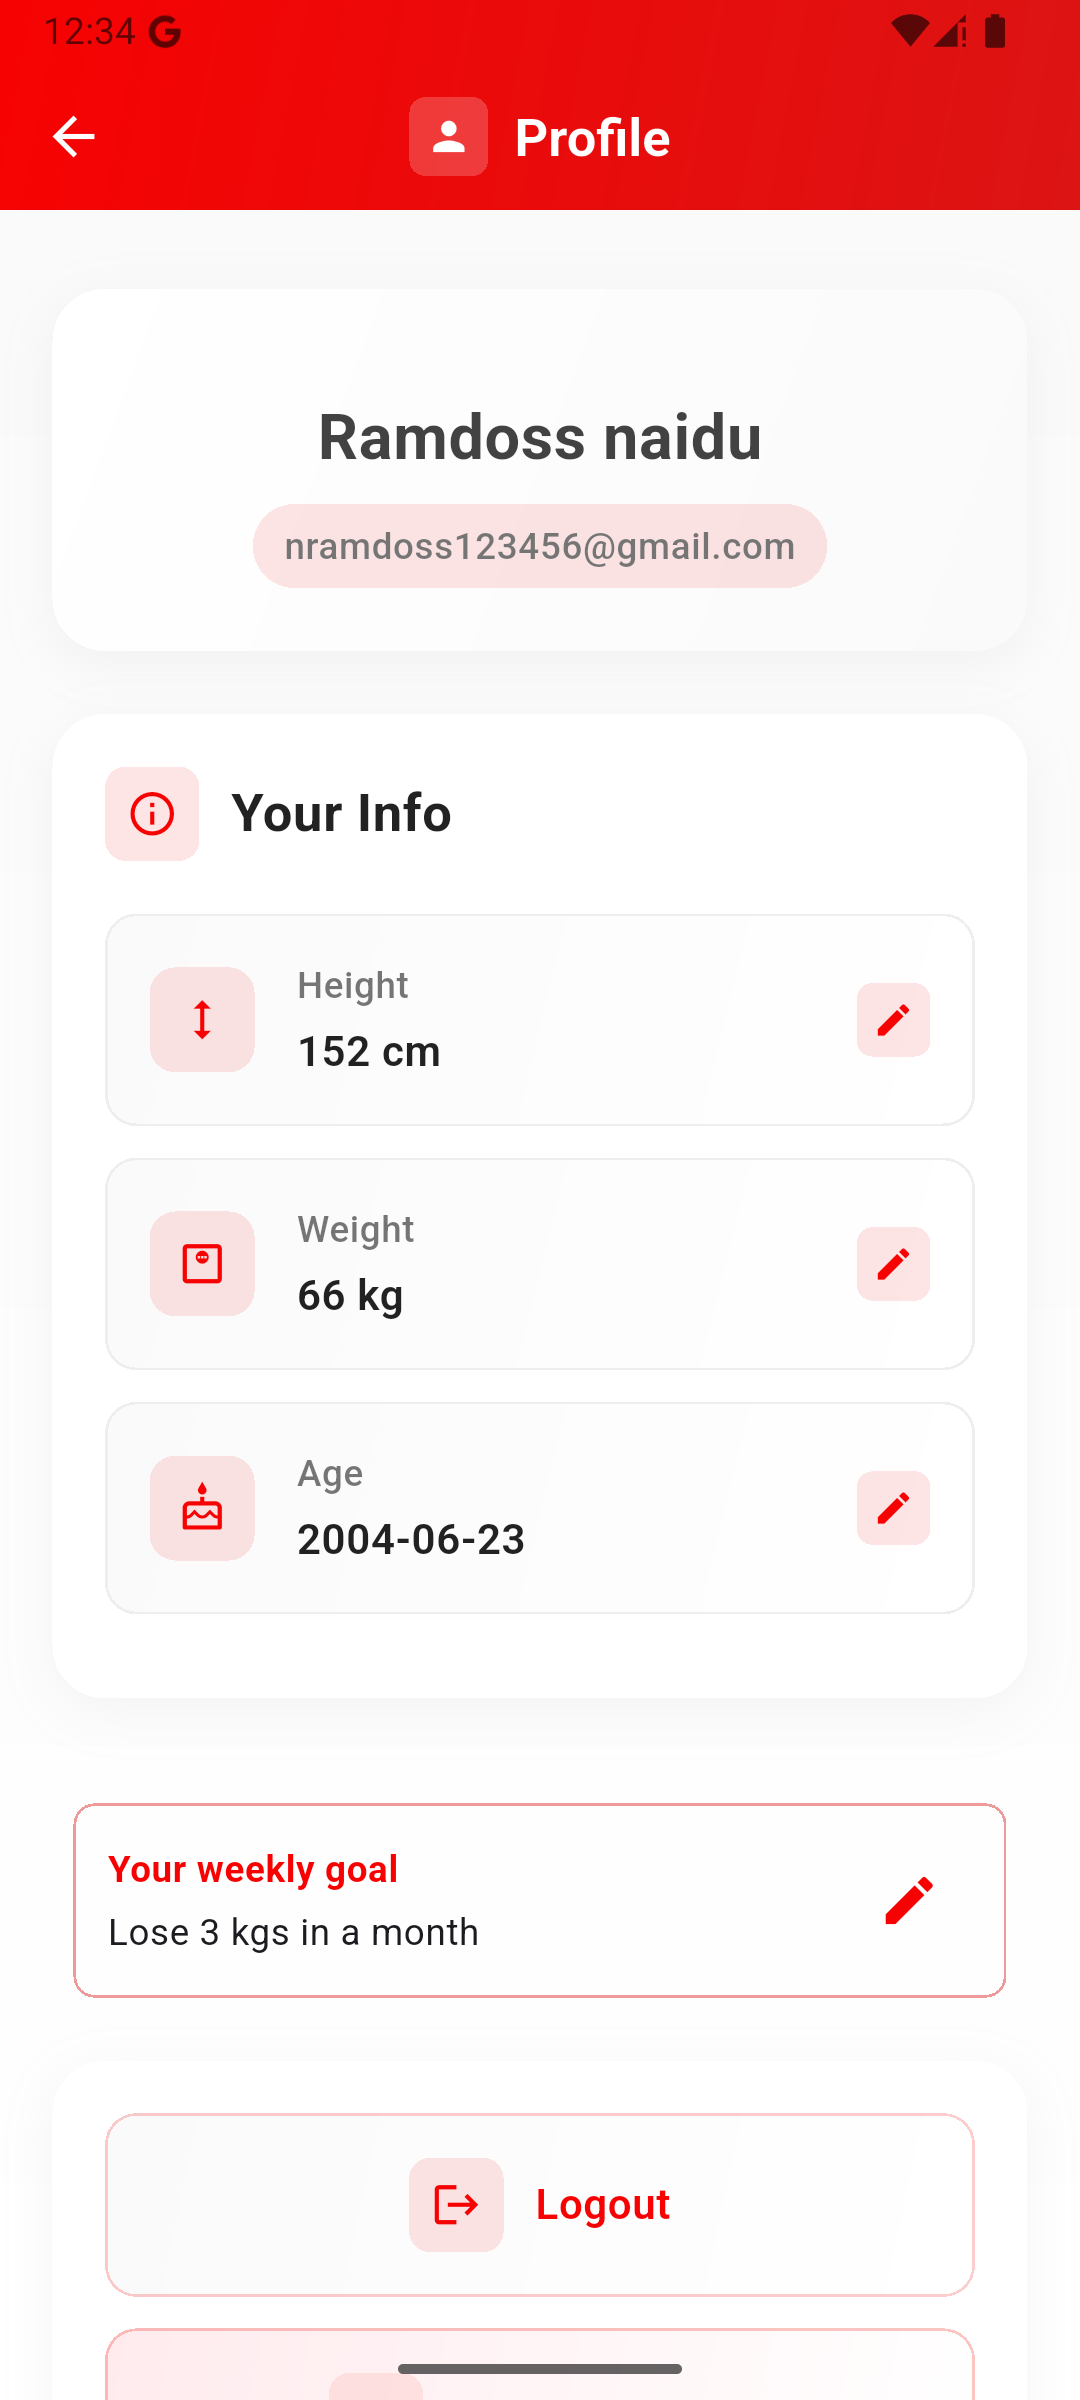 12:34
Profile
Ramdoss naidu
nramdoss123456@gmail.com
Your Info
Height
152 cm
Weight
66 kg
Age
2004-06-23
Your weekly goal
Lose 3 kgs in a month
Logout